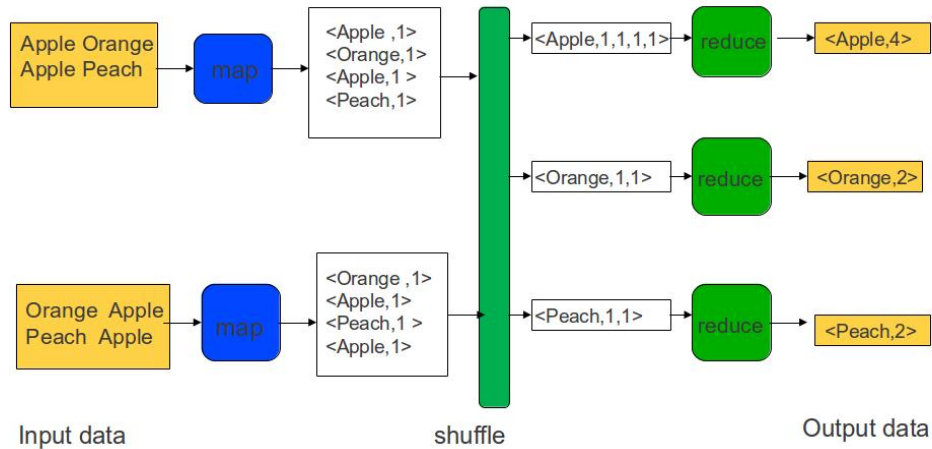 Apple Orange
Apple Peach
map
<Apple ,1>
<Orange,1>
<Apple,1 >
<Peach,1>
<Apple,1,1,1,1>
reduce
<Apple,4>
<Orange,1,1>
reduce
<Orange,2>
Orange Apple
Peach Apple
map
<Orange ,1>
<Apple,1>
<Peach,1 >
<Apple,1>
<Peach,1,1>
reduce
<Peach,2>
Input data
shuffle
Output data